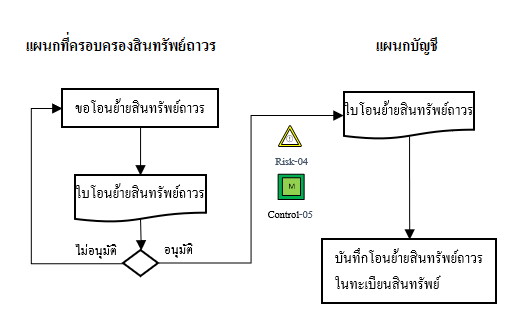 แผนกที่ครอบครองสินทรัพย์ถาวร
แผนกบัญชี
ขอโอนย้ายสินทรัพย์ถาวร
ใบโอนย้ายสินทรัพย์ถาวร
Risk-04
M
Control-05
ใบโอนย้ายสินทรัพย์ถาวร
ไม่อนุมัติ
อนุมัติ
บันทึกโอนย้ายสินทรัพย์ถาวร
ในทะเบียนสินทรัพย์